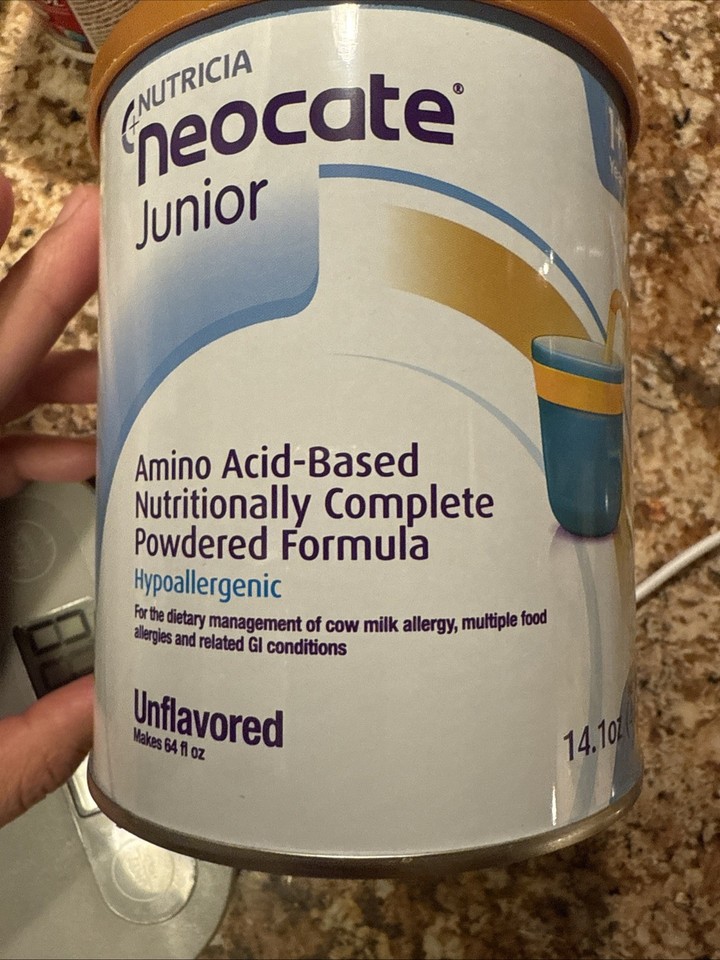 NUTRICIA
neocate®
Junior
Amino Acid-Based
Nutritionally Complete
Powdered Formula
Hypoallergenic
For the dietary management of cow milk allergy, multiple food
allergies and related GI conditions
Unflavored
Makes 64 fl oz
14.1oz